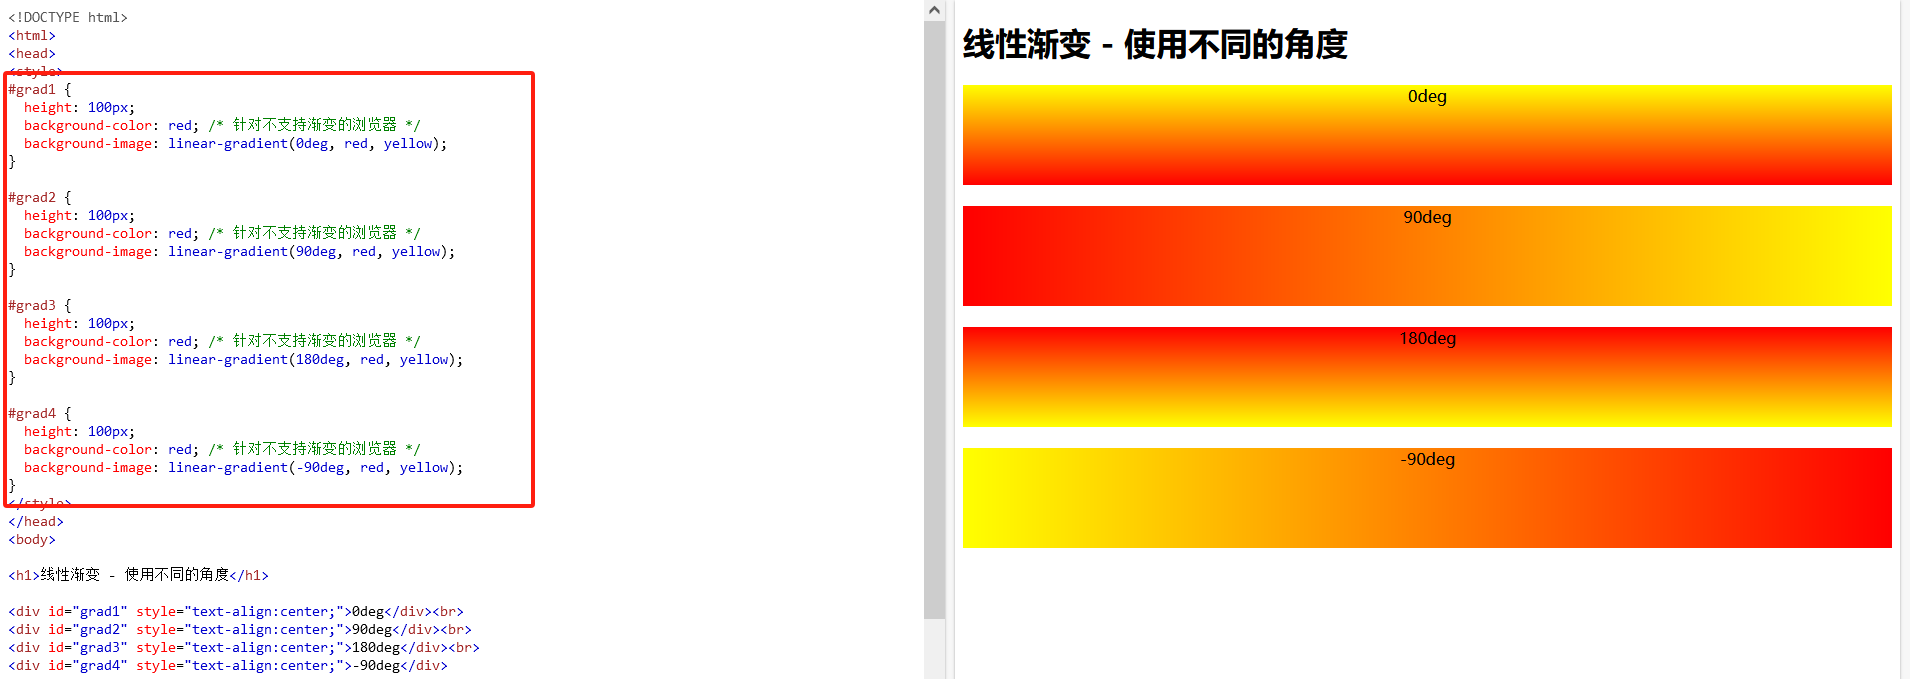 <!DOCTYPE html>
<html>
<head>
<style>
#grad1 {
  height: 100px;
  background-color: red; /* 针对不支持渐变的浏览器 */
  background-image: linear-gradient(0deg, red, yellow);
}

#grad2 {
  height: 100px;
  background-color: red; /* 针对不支持渐变的浏览器 */
  background-image: linear-gradient(90deg, red, yellow);
}

#grad3 {
  height: 100px;
  background-color: red; /* 针对不支持渐变的浏览器 */
  background-image: linear-gradient(180deg, red, yellow);
}

#grad4 {
  height: 100px;
  background-color: red; /* 针对不支持渐变的浏览器 */
  background-image: linear-gradient(-90deg, red, yellow);
}
</style>
</head>
<body>

<h1>线性渐变 - 使用不同的角度</h1>

<div id="grad1" style="text-align:center;">0deg</div><br>
<div id="grad2" style="text-align:center;">90deg</div><br>
<div id="grad3" style="text-align:center;">180deg</div><br>
<div id="grad4" style="text-align:center;">-90deg</div>
线性渐变 - 使用不同的角度
0deg
90deg
180deg
-90deg